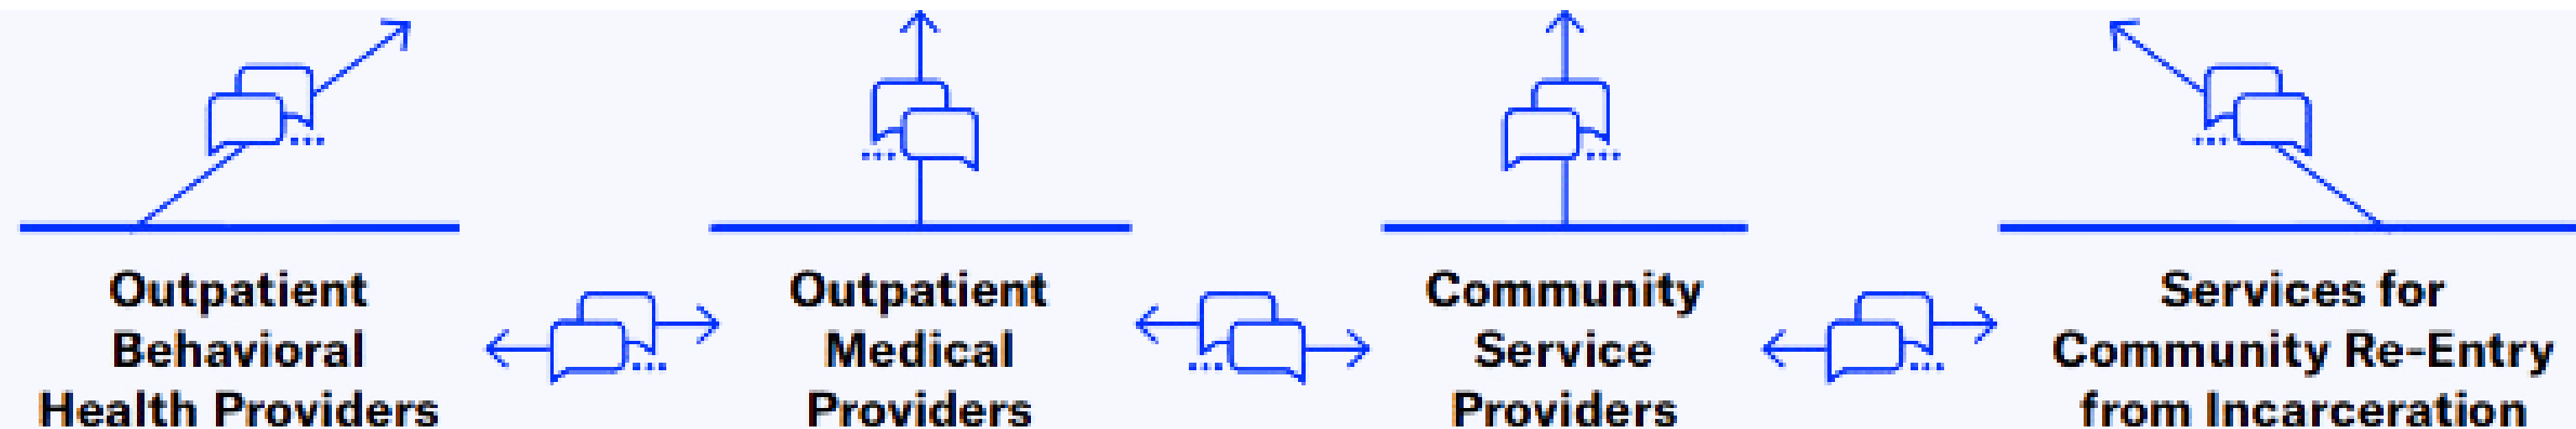 Outpatient
Behavioral
Health Providers
Outpatient
Medical
Providers
Community
Service
Providers
Services for
Community Re-Entry
from Incarceration